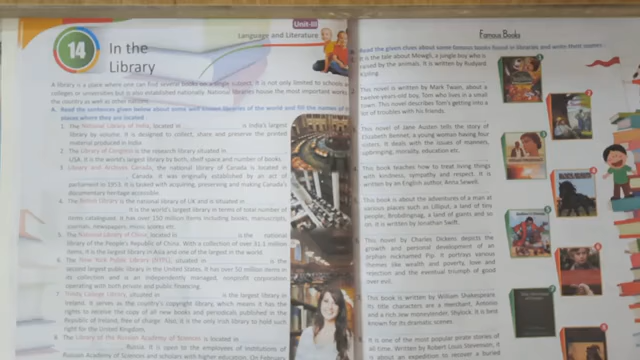 Unit-III
Language and Literature
14
In the
Library
A library is a place where one can find several books on a single subject. It is not only limited to schools
colleges or universities but is also established nationally. National libraries house the most important works
the country as well as other nations.
A. Read the sentences given below about some well known libraries of the world and fill the names of
places where they are located.
1. The National Library of India, located in is India's largest
library by volume. It is designed to collect, share and preserve the printed
material produced in India.
2. The Library of Congress is the research library situated in
USA. It is the world's largest library by both, shelf space and number of books.
3. Library and Archives Canada, the national library of Canada is located in
Canada. It was originally established by an act of
parliament in 1953. It is tasked with acquiring, preserving and making Canada's
documentary heritage accessible.
4. The British Library is the national library of UK and is situated in
It is the world's largest library in terms of total number of
items catalogued. It has over 150 million items including books, manuscripts,
journals, newspapers, music scores etc.
5. The National Library of China, located in is the national
library of the People's Republic of China. With a collection of over 31.2 million
items, it is the largest library in Asia and one of the largest in the world.
6. The New York Public Library (NYPL), situated in is the
second largest public library in the United States. It has over 50 million items in
its collection and is an independently managed, nonprofit corporation
operating with both private and public financing.
7. Trinity College Library, situated in is the largest library in
Ireland. It serves as the country's copyright library, which means it has the
rights to receive the copy of all new books and periodicals published in the
Republic of Ireland, free of charge. Also, it is the only Irish library to hold such
right for the United Kingdom.
8. The Library of the Russian Academy of Sciences is located in
Russia. It is open to the employees of institutions of
Russian Academy of Sciences and scholars with higher education. On February
Famous Books
Read the given clues about some famous books found in libraries and write their names.
It is the tale about Mowgli, a jungle boy who is
raised by the animals. It is written by Rudyard
Kipling.
This novel is written by Mark Twain, about a
twelve-years-old boy, Tom who lives in a small
town. This novel describes Tom's getting into a
lot of troubles with his friends.
This novel of Jane Austen tells the story of
Elizabeth Bennet, a young woman having four
sisters. It deals with the issues of manners,
upbringing, morality, education etc.
This book teaches how to treat living things
with kindness, sympathy and respect. It is
written by an English author, Anna Sewell.
This book is about the adventures of a man at
various places such as Lilliput, a land of tiny
people, Brobdingnag, a land of giants and so
on. It is written by Jonathan Swift.
This novel by Charles Dickens depicts the
growth and personal development of an
orphan nicknamed Pip. It portrays various
themes like wealth and poverty, love and
rejection and the eventual triumph of good
over evil.
This book is written by William Shakespeare.
Its title characters are a merchant, Antonio
and a rich Jew moneylender, Shylock. It is best
known for its dramatic scenes.
It is one of the most popular pirate stories of
all time. Written by Robert Louis Stevenson, it
is about an expedition to recover a buried